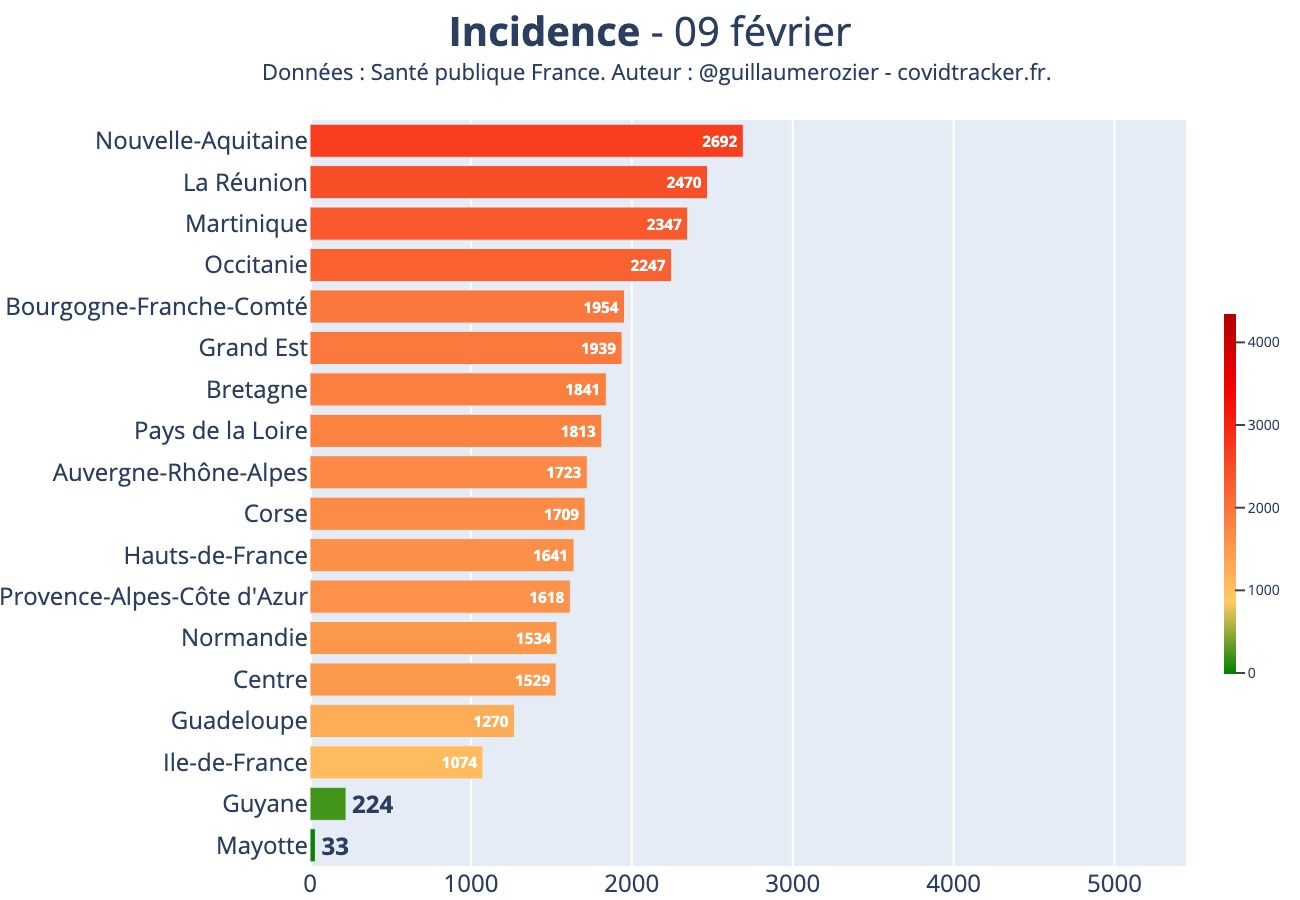 Incidence - 09 février
Données : Santé publique France. Auteur : @guillaumerozier - covidtracker.fr.
Nouvelle-Aquitaine 2692
La Réunion 2470
Martinique 2347
Occitanie 2247
Bourgogne-Franche-Comté 1954
Grand Est 1939
Bretagne 1841
Pays de la Loire 1813
Auvergne-Rhône-Alpes 1723
Corse 1709
Hauts-de-France 1641
Provence-Alpes-Côte d'Azur 1618
Normandie 1534
Centre 1529
Guadeloupe 1270
Ile-de-France 1074
Guyane 224
Mayotte 33
0 1000 2000 3000 4000 5000
4000
3000
2000
1000
0